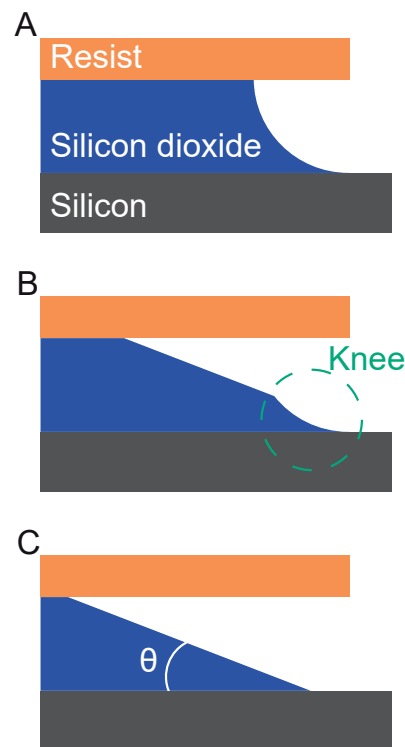 A
Resist
Silicon dioxide
Silicon
B
Knee
C
θ